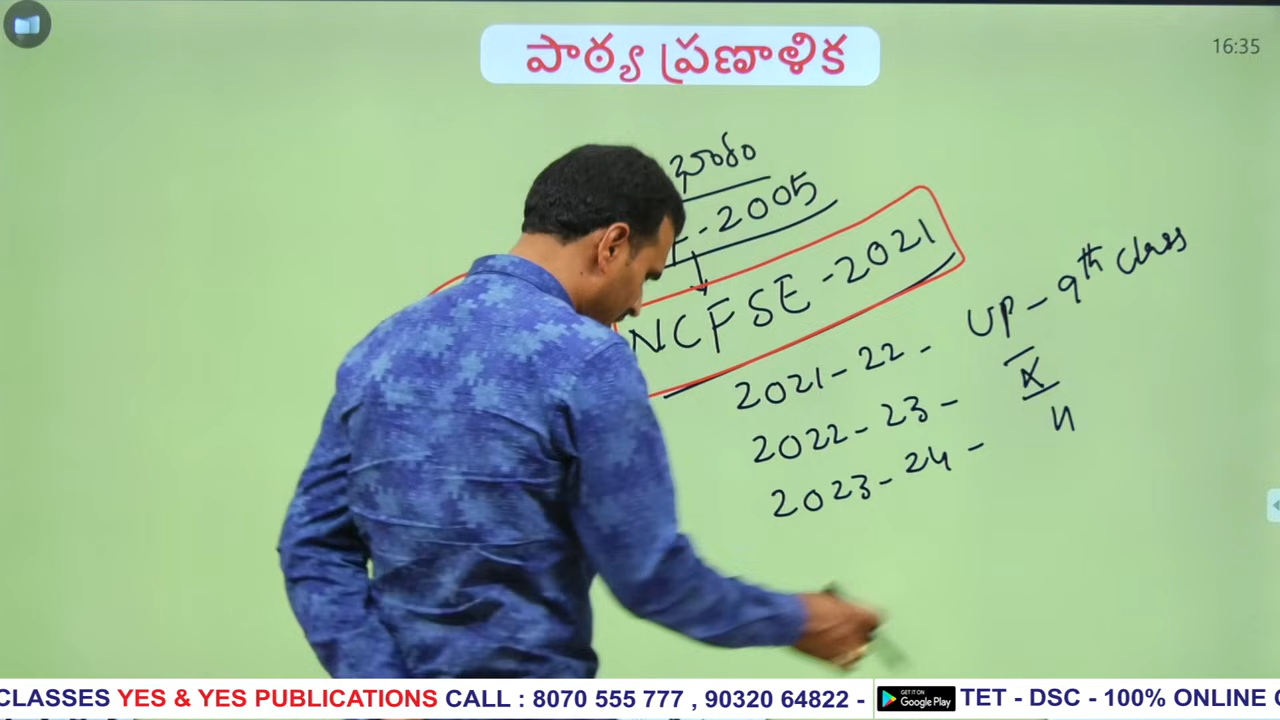 పాఠ్య ప్రణాళిక
16:35
భారం
-2005
NCFSE-2021
2021-22 - UP - 9th class
2022-23 - X
2023-24 - 11
CLASSES YES & YES PUBLICATIONS CALL : 8070 555 777 , 90320 64822 - GET IT ON Google Play TET - DSC - 100% ONLINE